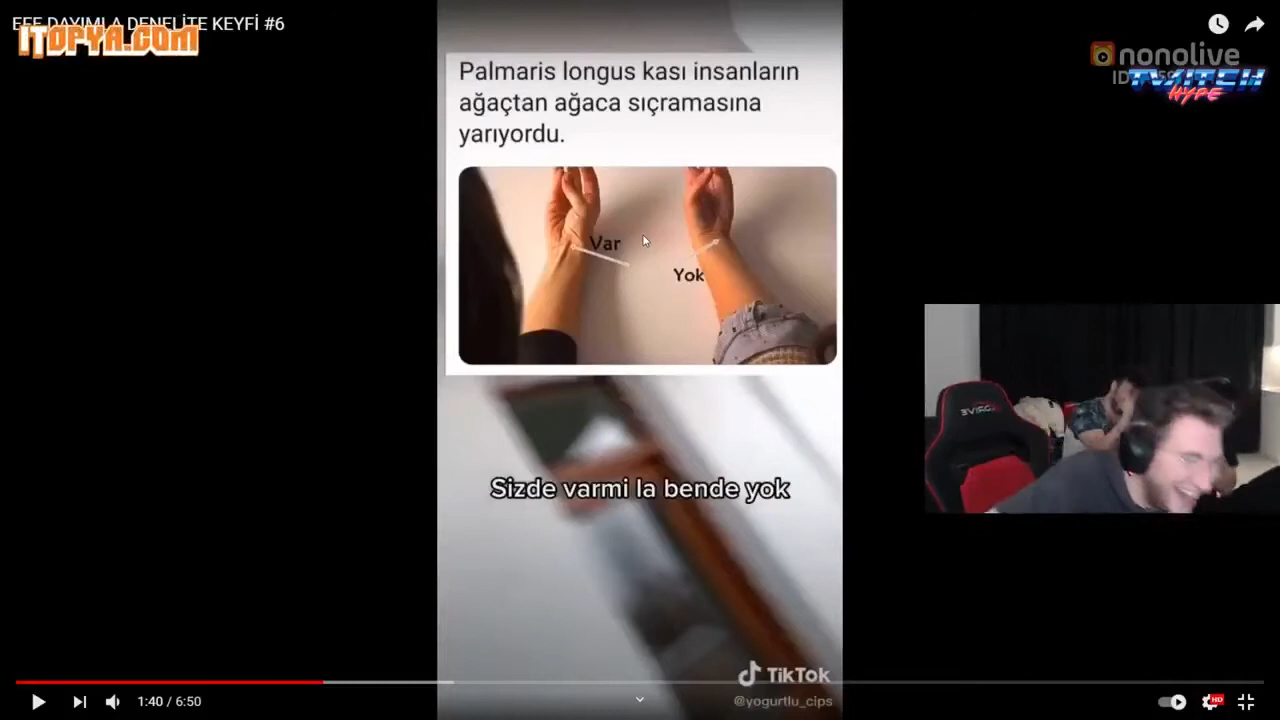 EFE DAYIMLA DENELİTE KEYFİ #6
İTOPYA.COM
nonolive
TWITCH
HYPE
Palmaris longus kası insanların
ağaçtan ağaca sıçramasına
yarıyordu.
Var
Yok
Sizde varmi la bende yok
TikTok
@yogurtlu_cips
1:40 / 6:50
HD